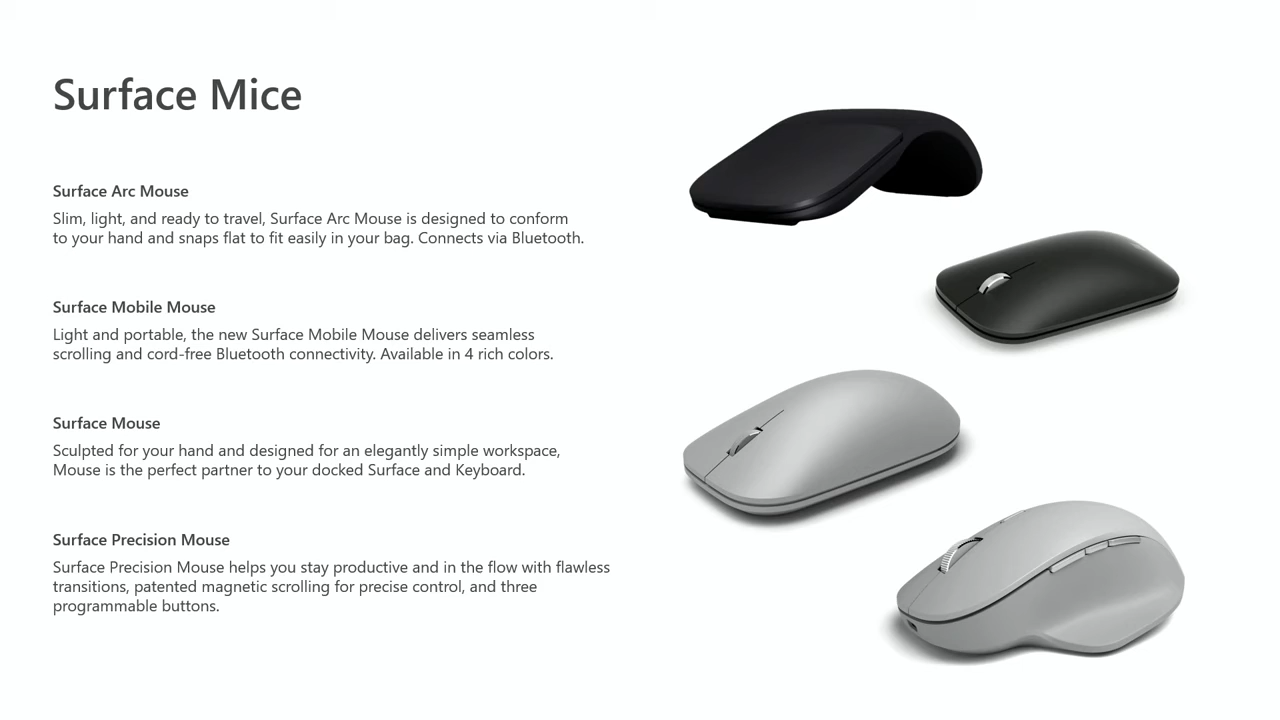 Surface Mice
Surface Arc Mouse
Slim, light, and ready to travel, Surface Arc Mouse is designed to conform
to your hand and snaps flat to fit easily in your bag. Connects via Bluetooth.
Surface Mobile Mouse
Light and portable, the new Surface Mobile Mouse delivers seamless
scrolling and cord-free Bluetooth connectivity. Available in 4 rich colors.
Surface Mouse
Sculpted for your hand and designed for an elegantly simple workspace,
Mouse is the perfect partner to your docked Surface and Keyboard.
Surface Precision Mouse
Surface Precision Mouse helps you stay productive and in the flow with flawless
transitions, patented magnetic scrolling for precise control, and three
programmable buttons.